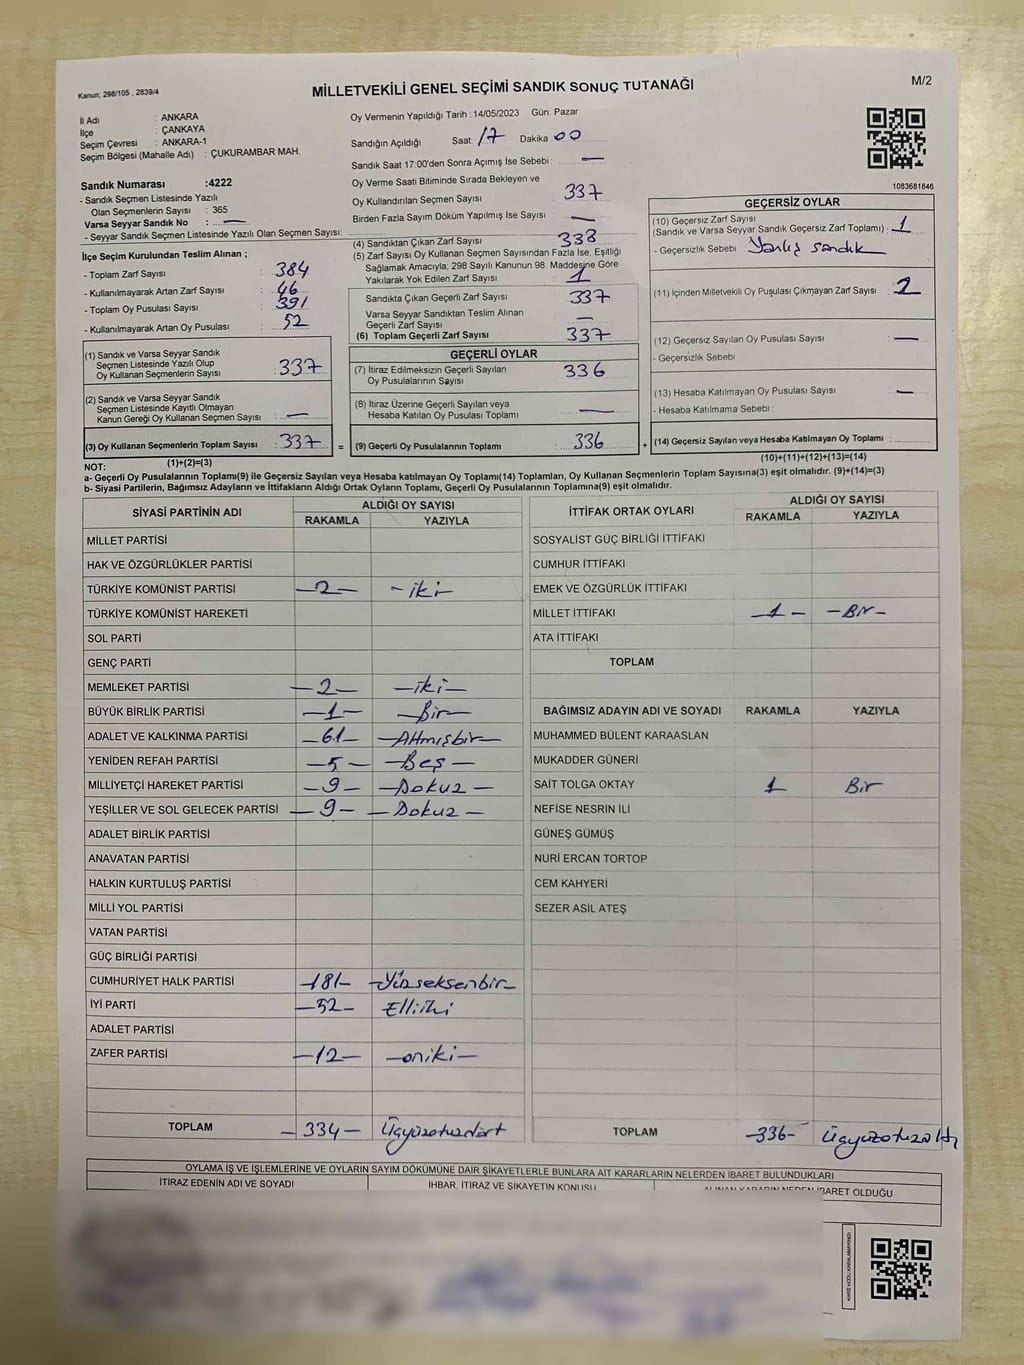 Kanun: 298/105 , 2839/4
MİLLETVEKİLİ GENEL SEÇİMİ SANDIK SONUÇ TUTANAĞI
M/2
İl Adı : ANKARA
İlçe : ÇANKAYA
Seçim Çevresi : ANKARA-1
Seçim Bölgesi (Mahalle Adı) : ÇUKURAMBAR MAH.
Sandık Numarası :4222
- Sandık Seçmen Listesinde Yazılı
Olan Seçmenlerin Sayısı : 365
Varsa Seyyar Sandık No : —
- Seyyar Sandık Seçmen Listesinde Yazılı Olan Seçmen Sayısı:
Oy Vermenin Yapıldığı Tarih :14/05/2023 Gün: Pazar
Sandığın Açıldığı Saat: 17 Dakika 00
Sandık Saat 17:00'den Sonra Açımış İse Sebebi: —
Oy Verme Saati Bitiminde Sırada Bekleyen ve
Oy Kullandırılan Seçmen Sayısı 337
Birden Fazla Sayım Döküm Yapılmış İse Sayısı —
(4) Sandıktan Çıkan Zarf Sayısı 338
(5) Zarf Sayısı Oy Kullanan Seçmen Sayısından Fazla İse, Eşitliği
Sağlamak Amacıyla, 298 Sayılı Kanunun 98. Maddesine Göre
Yakılarak Yok Edilen Zarf Sayısı 1
1083681846
İlçe Seçim Kurulundan Teslim Alınan ;
- Toplam Zarf Sayısı : 384
- Kullanılmayarak Artan Zarf Sayısı : 46
- Toplam Oy Pusulası Sayısı : 391
- Kullanılmayarak Artan Oy Pusulası : 52
Sandıkta Çıkan Geçerli Zarf Sayısı : 337
Varsa Seyyar Sandıktan Teslim Alınan
Geçerli Zarf Sayısı : —
(6) Toplam Geçerli Zarf Sayısı : 337
GEÇERSİZ OYLAR
(10) Geçersiz Zarf Sayısı
(Sandık ve Varsa Seyyar Sandık Geçersiz Zarf Toplamı) : 1
- Geçersizlik Sebebi Yanlış sandık
(11) İçinden Milletvekili Oy Puşulası Çıkmayan Zarf Sayısı :
(12) Geçersiz Sayılan Oy Pusulası Sayısı : —
- Geçersizlik Sebebi
(13) Hesaba Katılmayan Oy Pusulası Sayısı : —
- Hesaba Katılmama Sebebi :
(1) Sandık ve Varsa Seyyar Sandık
Seçmen Listesinde Yazılı Olup
Oy Kullanan Seçmenlerin Sayısı : 337
(2) Sandık ve Varsa Seyyar Sandık
Seçmen Listesinde Kayıtlı Olmayan
Kanun Gereği Oy Kullanan Seçmen Sayısı : —
GEÇERLİ OYLAR
(7) İtiraz Edilmeksizin Geçerli Sayılan
Oy Pusulalarının Sayısı : 336
(8) İtiraz Üzerine Geçerli Sayılan veya
Hesaba Katılan Oy Pusulası Toplamı : —
(3) Oy Kullanan Seçmenlerin Toplam Sayısı : 337 = (9) Geçerli Oy Pusulalarının Toplamı : 336 + (14) Geçersiz Sayılan veya Hesaba Katılmayan Oy Toplamı :
(1)+(2)=(3)
(10)+(11)+(12)+(13)=(14)
NOT:
a- Geçerli Oy Pusulalarının Toplamı(9) ile Geçersiz Sayılan veya Hesaba katılmayan Oy Toplamı(14) Toplamları, Oy Kullanan Seçmenlerin Toplam Sayısına(3) eşit olmalıdır. (9)+(14)=(3)
b- Siyasi Partilerin, Bağımsız Adayların ve İttifakların Aldığı Ortak Oyların Toplamı, Geçerli Oy Pusulalarının Toplamına(9) eşit olmalıdır.
SİYASİ PARTİNİN ADI ALDIĞI OY SAYISI
RAKAMLA YAZIYLA
MİLLET PARTİSİ
HAK VE ÖZGÜRLÜKLER PARTİSİ
TÜRKİYE KOMÜNİST PARTİSİ —2— —iki
TÜRKİYE KOMÜNİST HAREKETİ
SOL PARTİ
GENÇ PARTİ
MEMLEKET PARTİSİ —2— —iki—
BÜYÜK BİRLİK PARTİSİ —1— —Bir—
ADALET VE KALKINMA PARTİSİ —61— —Altmışbir—
YENİDEN REFAH PARTİSİ —5— —Beş—
MİLLİYETÇİ HAREKET PARTİSİ —9— —Dokuz—
YEŞİLLER VE SOL GELECEK PARTİSİ —9— —Dokuz—
ADALET BİRLİK PARTİSİ
ANAVATAN PARTİSİ
HALKIN KURTULUŞ PARTİSİ
MİLLİ YOL PARTİSİ
VATAN PARTİSİ
GÜÇ BİRLİĞİ PARTİSİ
CUMHURİYET HALK PARTİSİ —181— —Yüzseksenbir—
İYİ PARTİ —52— Elliiki
ADALET PARTİSİ
ZAFER PARTİSİ —12— —oniki—
TOPLAM —334— Üçyüzotuzdört
İTTİFAK ORTAK OYLARI ALDIĞI OY SAYISI
RAKAMLA YAZIYLA
SOSYALİST GÜÇ BİRLİĞİ İTTİFAKI
CUMHUR İTTİFAKI
EMEK VE ÖZGÜRLÜK İTTİFAKI
MİLLET İTTİFAKI —1— —Bir—
ATA İTTİFAKI
TOPLAM
BAĞIMSIZ ADAYIN ADI VE SOYADI RAKAMLA YAZIYLA
MUHAMMED BÜLENT KARAASLAN
MUKADDER GÜNERİ
SAİT TOLGA OKTAY 1 Bir
NEFİSE NESRİN İLİ
GÜNEŞ GÜMÜŞ
NURİ ERCAN TORTOP
CEM KAHYERİ
SEZER ASİL ATEŞ
TOPLAM —336— Üçyüzotuzaltı
OYLAMA İŞ VE İŞLEMLERİNE VE OYLARIN SAYIM DÖKÜMÜNE DAİR ŞİKAYETLERLE BUNLARA AİT KARARLARIN NELERDEN İBARET BULUNDUKLARI
İTİRAZ EDENİN ADI VE SOYADI İHBAR, İTİRAZ VE ŞİKAYETİN KONUSU ALINAN KARARIN NEDEN İBARET OLDUĞU